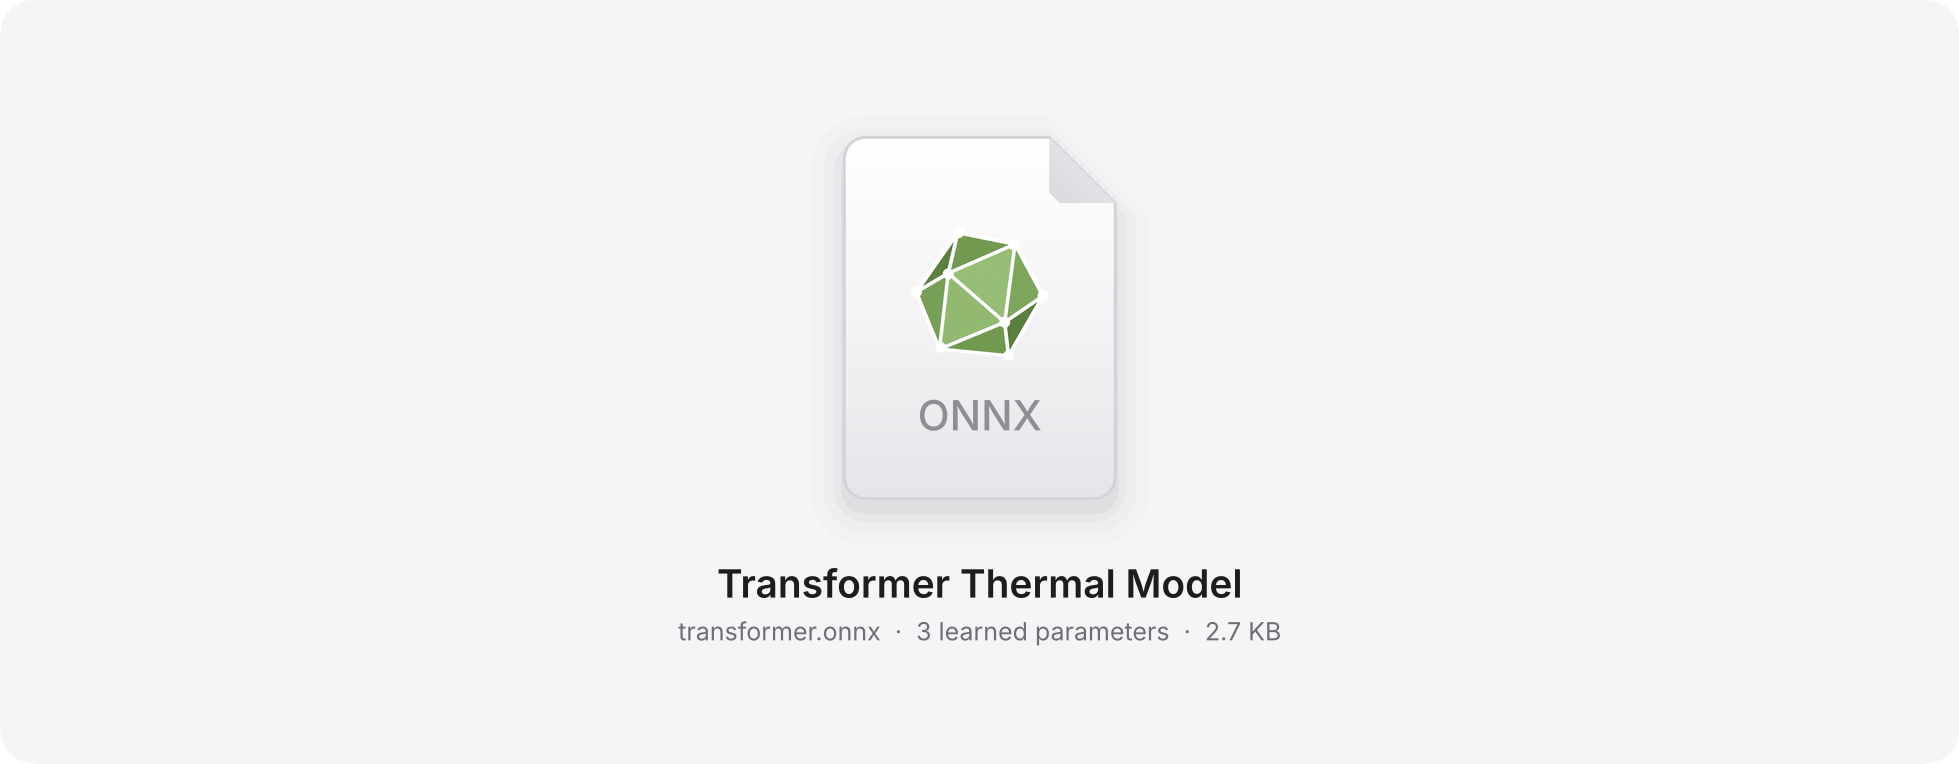 ONNX
Transformer Thermal Model
transformer.onnx · 3 learned parameters · 2.7 KB